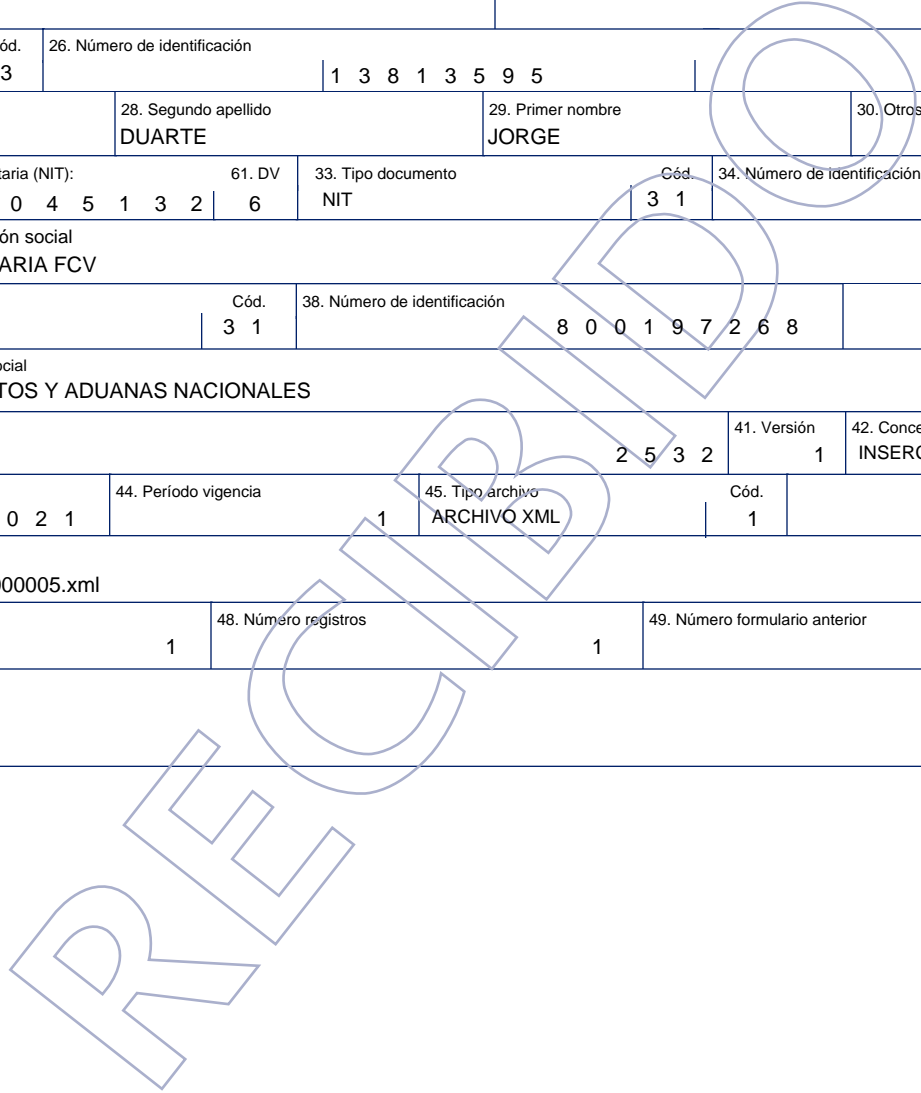 ód. 26. Número de identificación
3 1 3 8 1 3 5 9 5
28. Segundo apellido 29. Primer nombre 30. Otros
DUARTE JORGE
taria (NIT): 61. DV 33. Tipo documento Cód. 34. Número de identificación
0 4 5 1 3 2 6 NIT 3 1
ón social
ARIA FCV
Cód. 38. Número de identificación
3 1 8 0 0 1 9 7 2 6 8
ocial
TOS Y ADUANAS NACIONALES
41. Versión 42. Conce
2 5 3 2 1 INSERC
44. Período vigencia 45. Tipo archivo Cód.
0 2 1 1 ARCHIVO XML 1
000005.xml
48. Número registros 49. Número formulario anterior
1 1
RECIBIDO